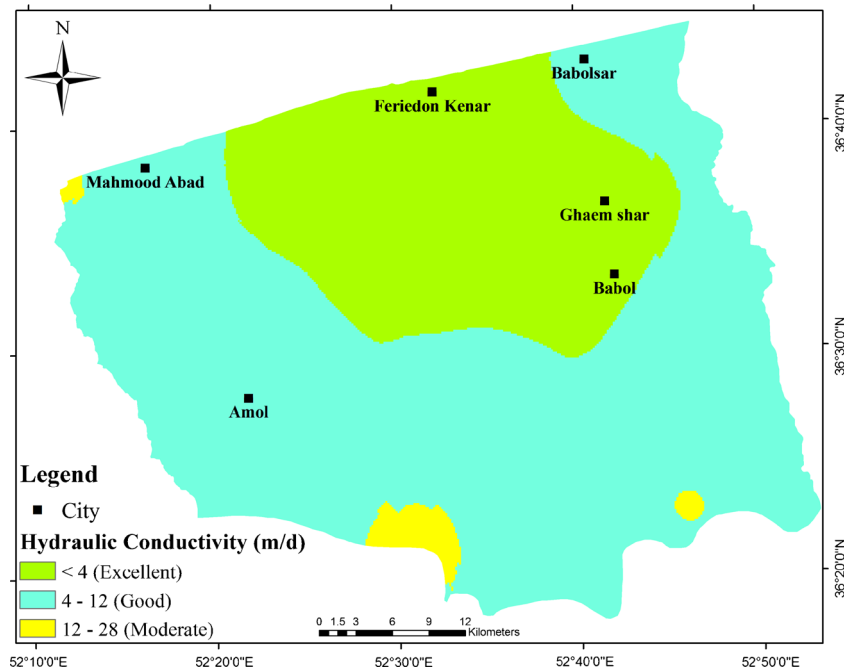 N
Babolsar
Feriedon Kenar
36°40'0"N
Mahmood Abad
Ghaem shar
Babol
36°30'0"N
Amol
Legend
City
Hydraulic Conductivity (m/d)
< 4 (Excellent)
4 - 12 (Good)
12 - 28 (Moderate)
36°20'0"N
0 1.5 3 6 9 12
Kilometers
52°10'0"E 52°20'0"E 52°30'0"E 52°40'0"E 52°50'0"E